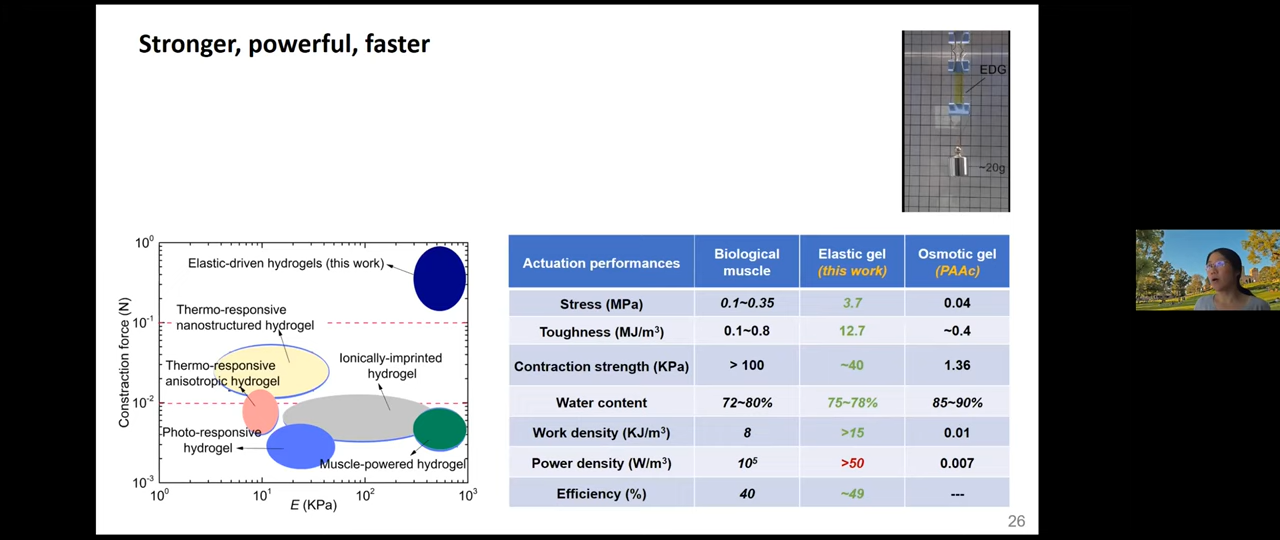 Stronger, powerful, faster
EDG
~20g
10⁰
10⁻¹
10⁻²
10⁻³
Constraction force (N)
Elastic-driven hydrogels (this work)
Thermo-responsive
nanostructured hydrogel
Thermo-responsive
anisotropic hydrogel
Ionically-imprinted
hydrogel
Photo-responsive
hydrogel
Muscle-powered hydrogel
10⁰ 10¹ 10² 10³
E (KPa)
Actuation performances
Biological
muscle
Elastic gel
(this work)
Osmotic gel
(PAAc)
Stress (MPa) 0.1~0.35 3.7 0.04
Toughness (MJ/m³) 0.1~0.8 12.7 ~0.4
Contraction strength (KPa) > 100 ~40 1.36
Water content 72~80% 75~78% 85~90%
Work density (KJ/m³) 8 >15 0.01
Power density (W/m³) 10⁵ >50 0.007
Efficiency (%) 40 ~49 ---
26